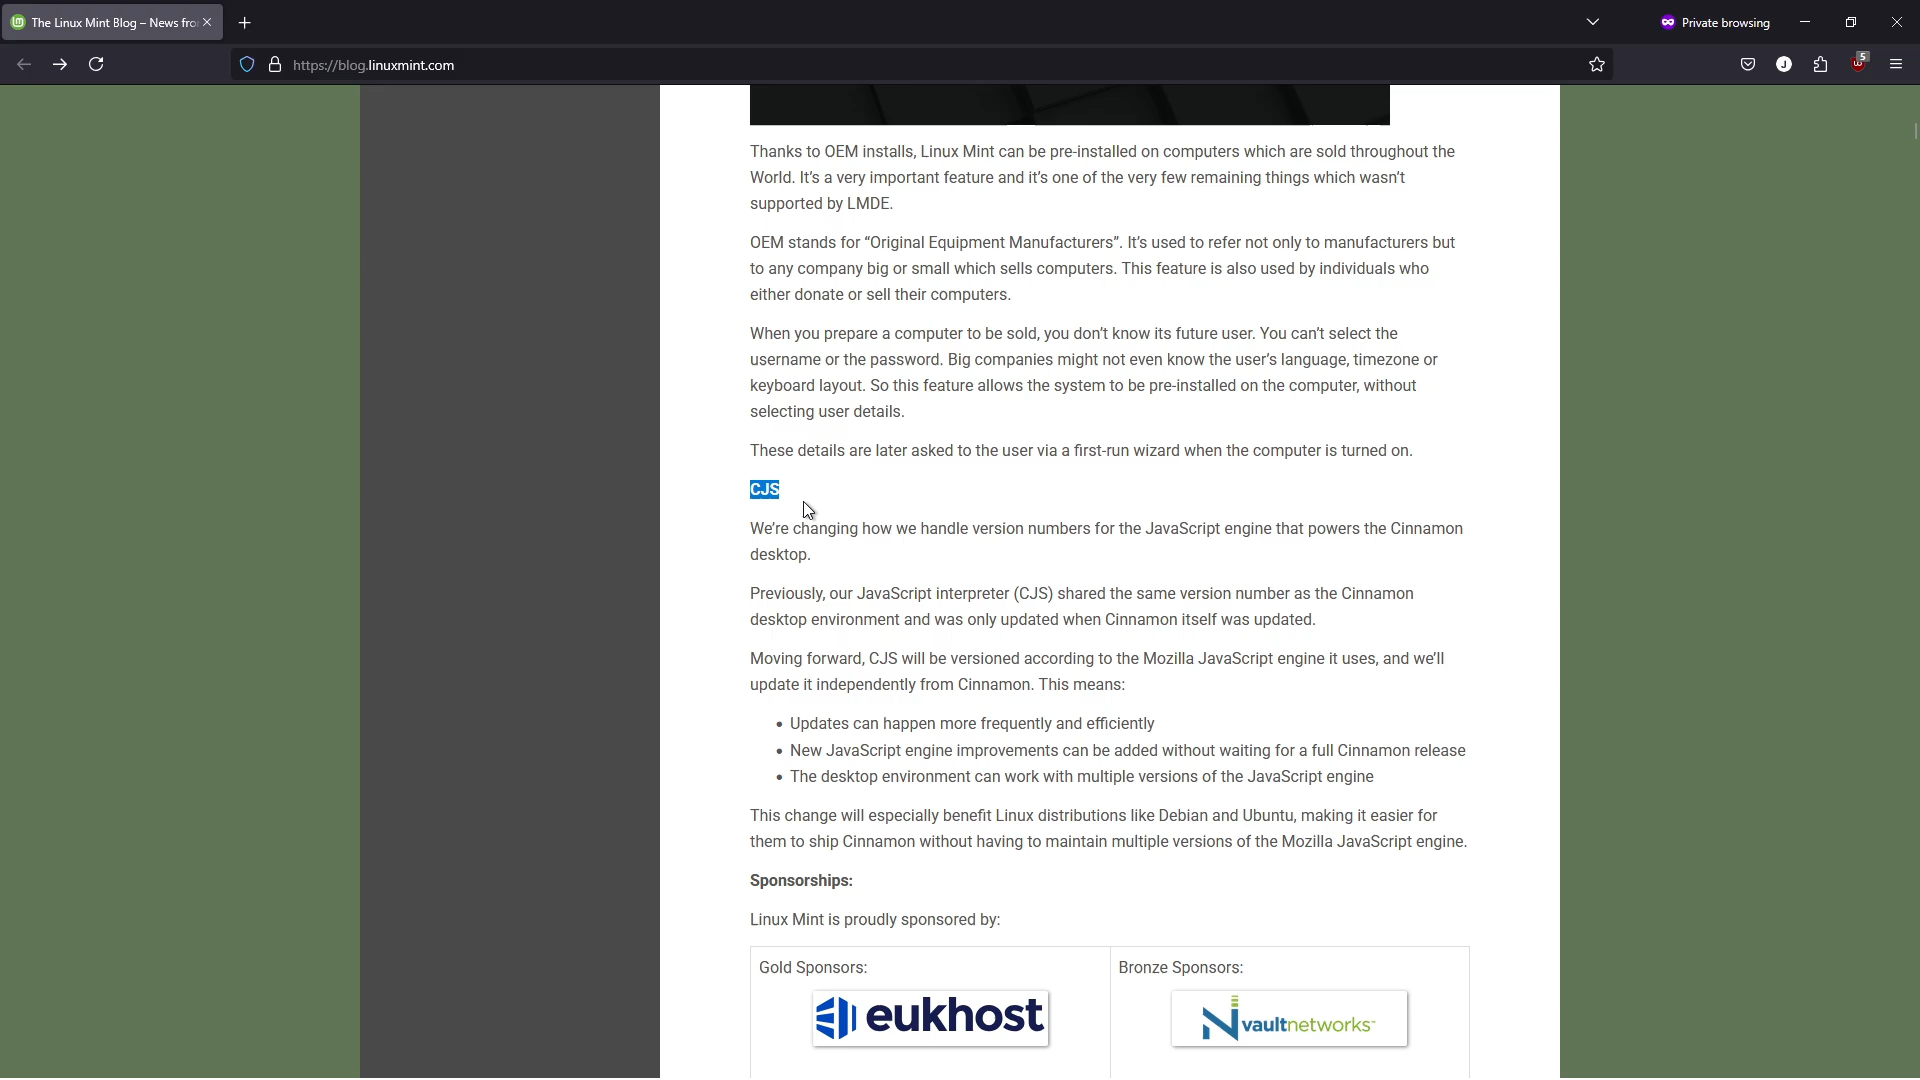 The Linux Mint Blog – News fro
Private browsing
https://blog.linuxmint.com
J
5
Thanks to OEM installs, Linux Mint can be pre-installed on computers which are sold throughout the
World. It’s a very important feature and it’s one of the very few remaining things which wasn’t
supported by LMDE.
OEM stands for “Original Equipment Manufacturers”. It’s used to refer not only to manufacturers but
to any company big or small which sells computers. This feature is also used by individuals who
either donate or sell their computers.
When you prepare a computer to be sold, you don’t know its future user. You can’t select the
username or the password. Big companies might not even know the user’s language, timezone or
keyboard layout. So this feature allows the system to be pre-installed on the computer, without
selecting user details.
These details are later asked to the user via a first-run wizard when the computer is turned on.
CJS
We’re changing how we handle version numbers for the JavaScript engine that powers the Cinnamon
desktop.
Previously, our JavaScript interpreter (CJS) shared the same version number as the Cinnamon
desktop environment and was only updated when Cinnamon itself was updated.
Moving forward, CJS will be versioned according to the Mozilla JavaScript engine it uses, and we’ll
update it independently from Cinnamon. This means:
• Updates can happen more frequently and efficiently
• New JavaScript engine improvements can be added without waiting for a full Cinnamon release
• The desktop environment can work with multiple versions of the JavaScript engine
This change will especially benefit Linux distributions like Debian and Ubuntu, making it easier for
them to ship Cinnamon without having to maintain multiple versions of the Mozilla JavaScript engine.
Sponsorships:
Linux Mint is proudly sponsored by:
Gold Sponsors:
Bronze Sponsors:
eukhost
vaultnetworks™